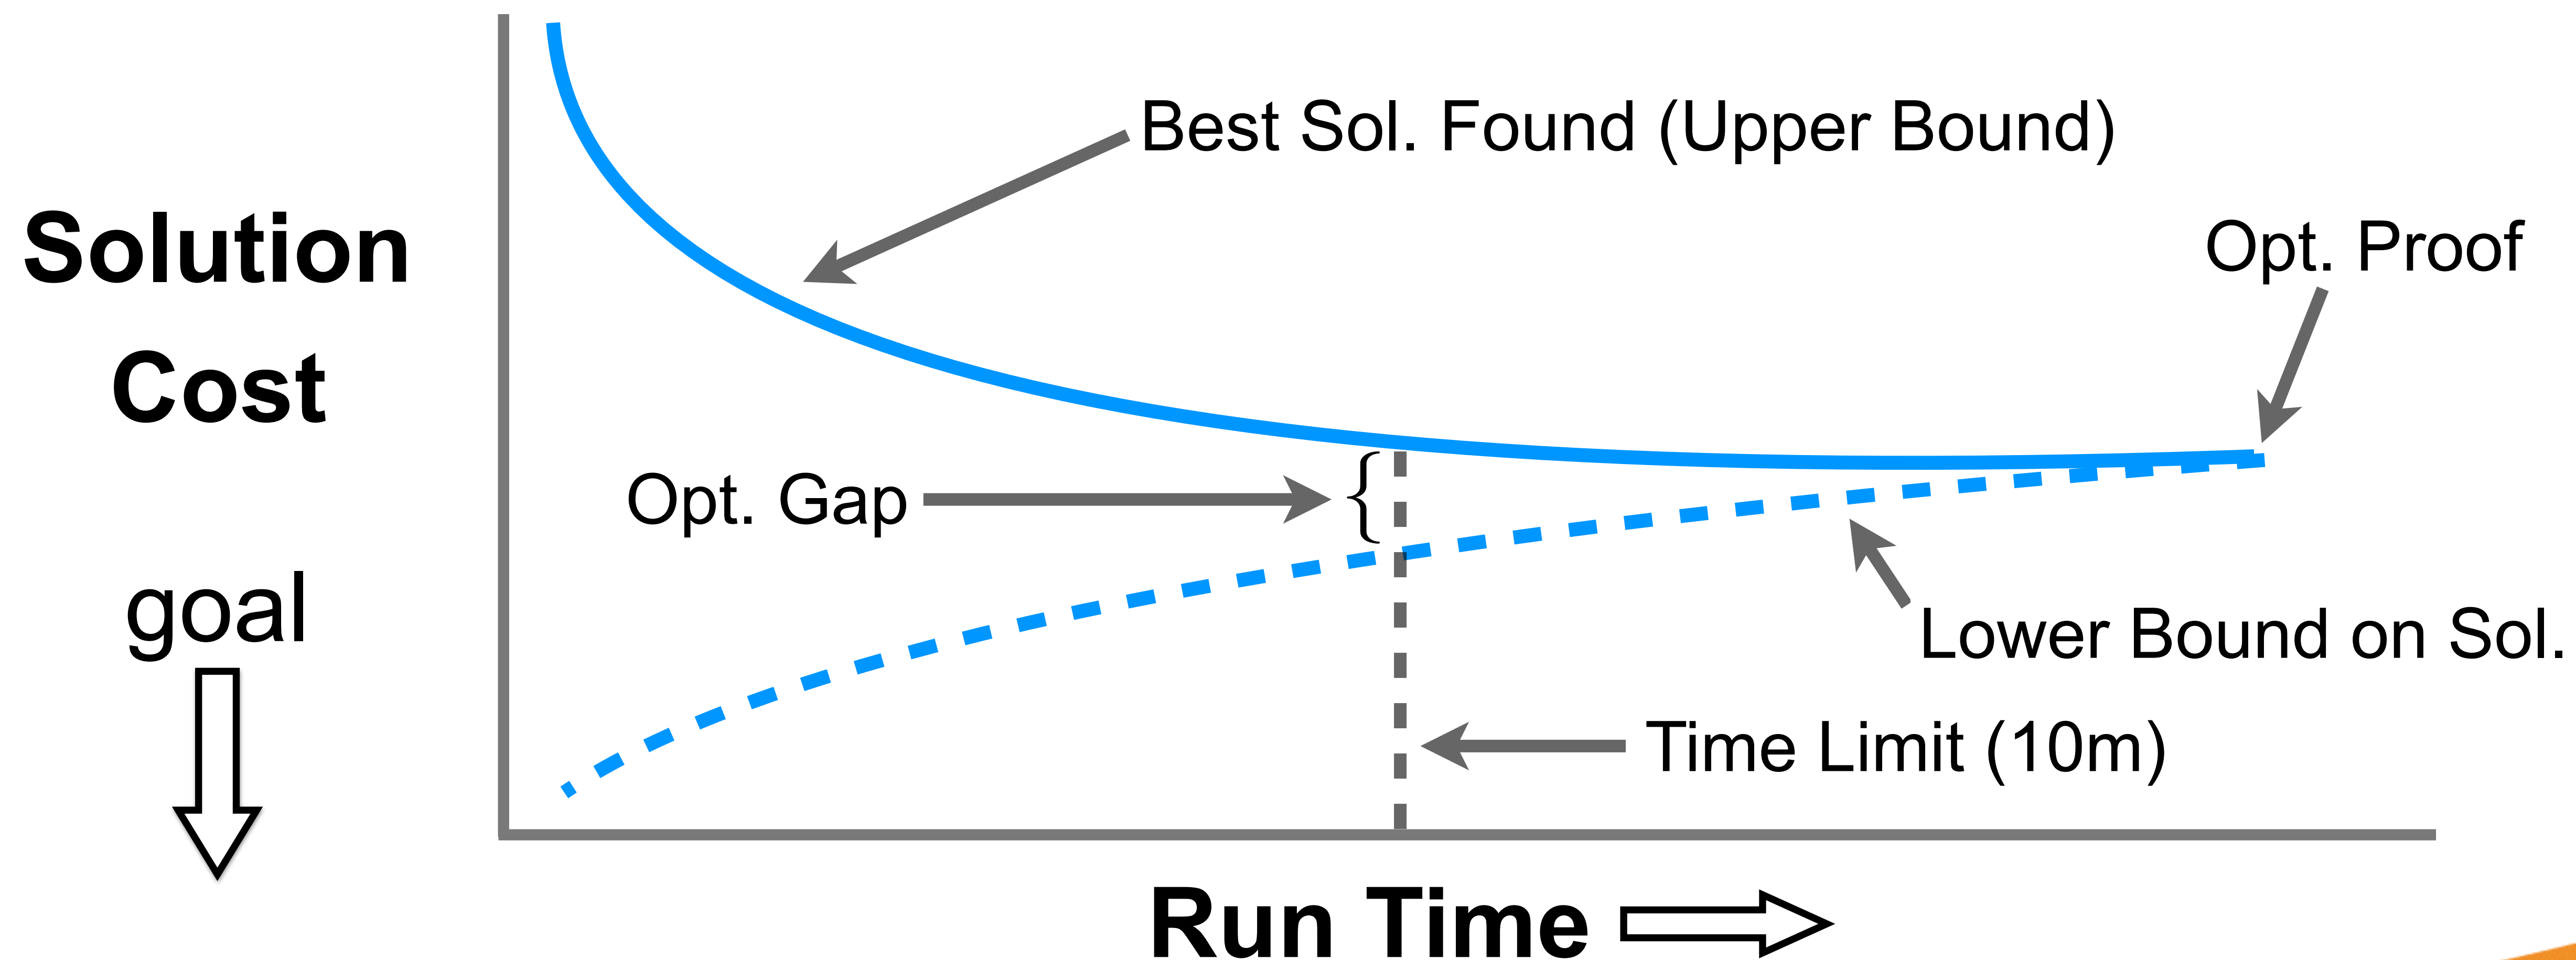 Best Sol. Found (Upper Bound)
Solution
Cost
Opt. Proof
Opt. Gap
{
goal
Lower Bound on Sol.
Time Limit (10m)
Run Time